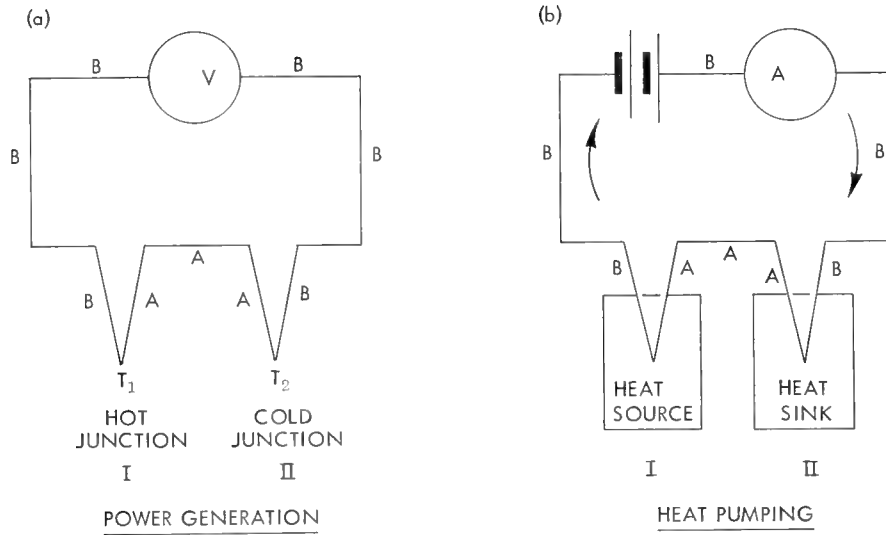 (a)
B
V
B
B
B
A
B
A
A
B
T₁
T₂
HOT
JUNCTION
COLD
JUNCTION
I
II
POWER GENERATION
(b)
B
A
B
B
B
A
A
A
B
HEAT
SOURCE
HEAT
SINK
I
II
HEAT PUMPING